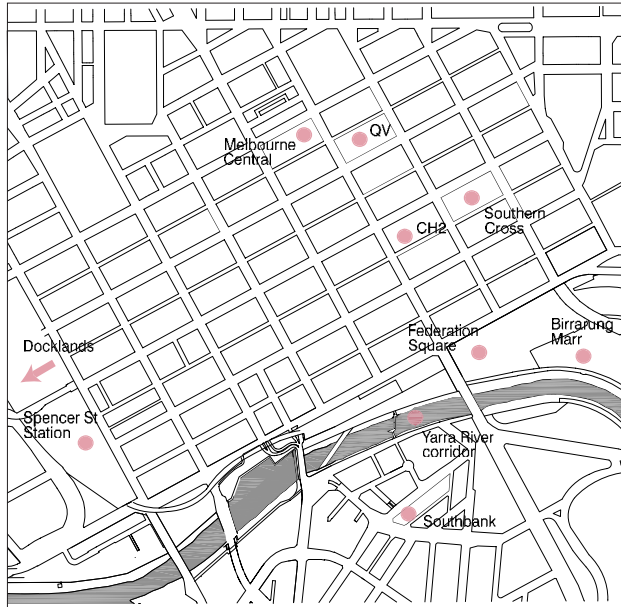 QV
Melbourne
Central
Southern
Cross
CH2
Federation
Square
Birrarung
Marr
Docklands
Spencer St
Station
Yarra River
corridor
Southbank